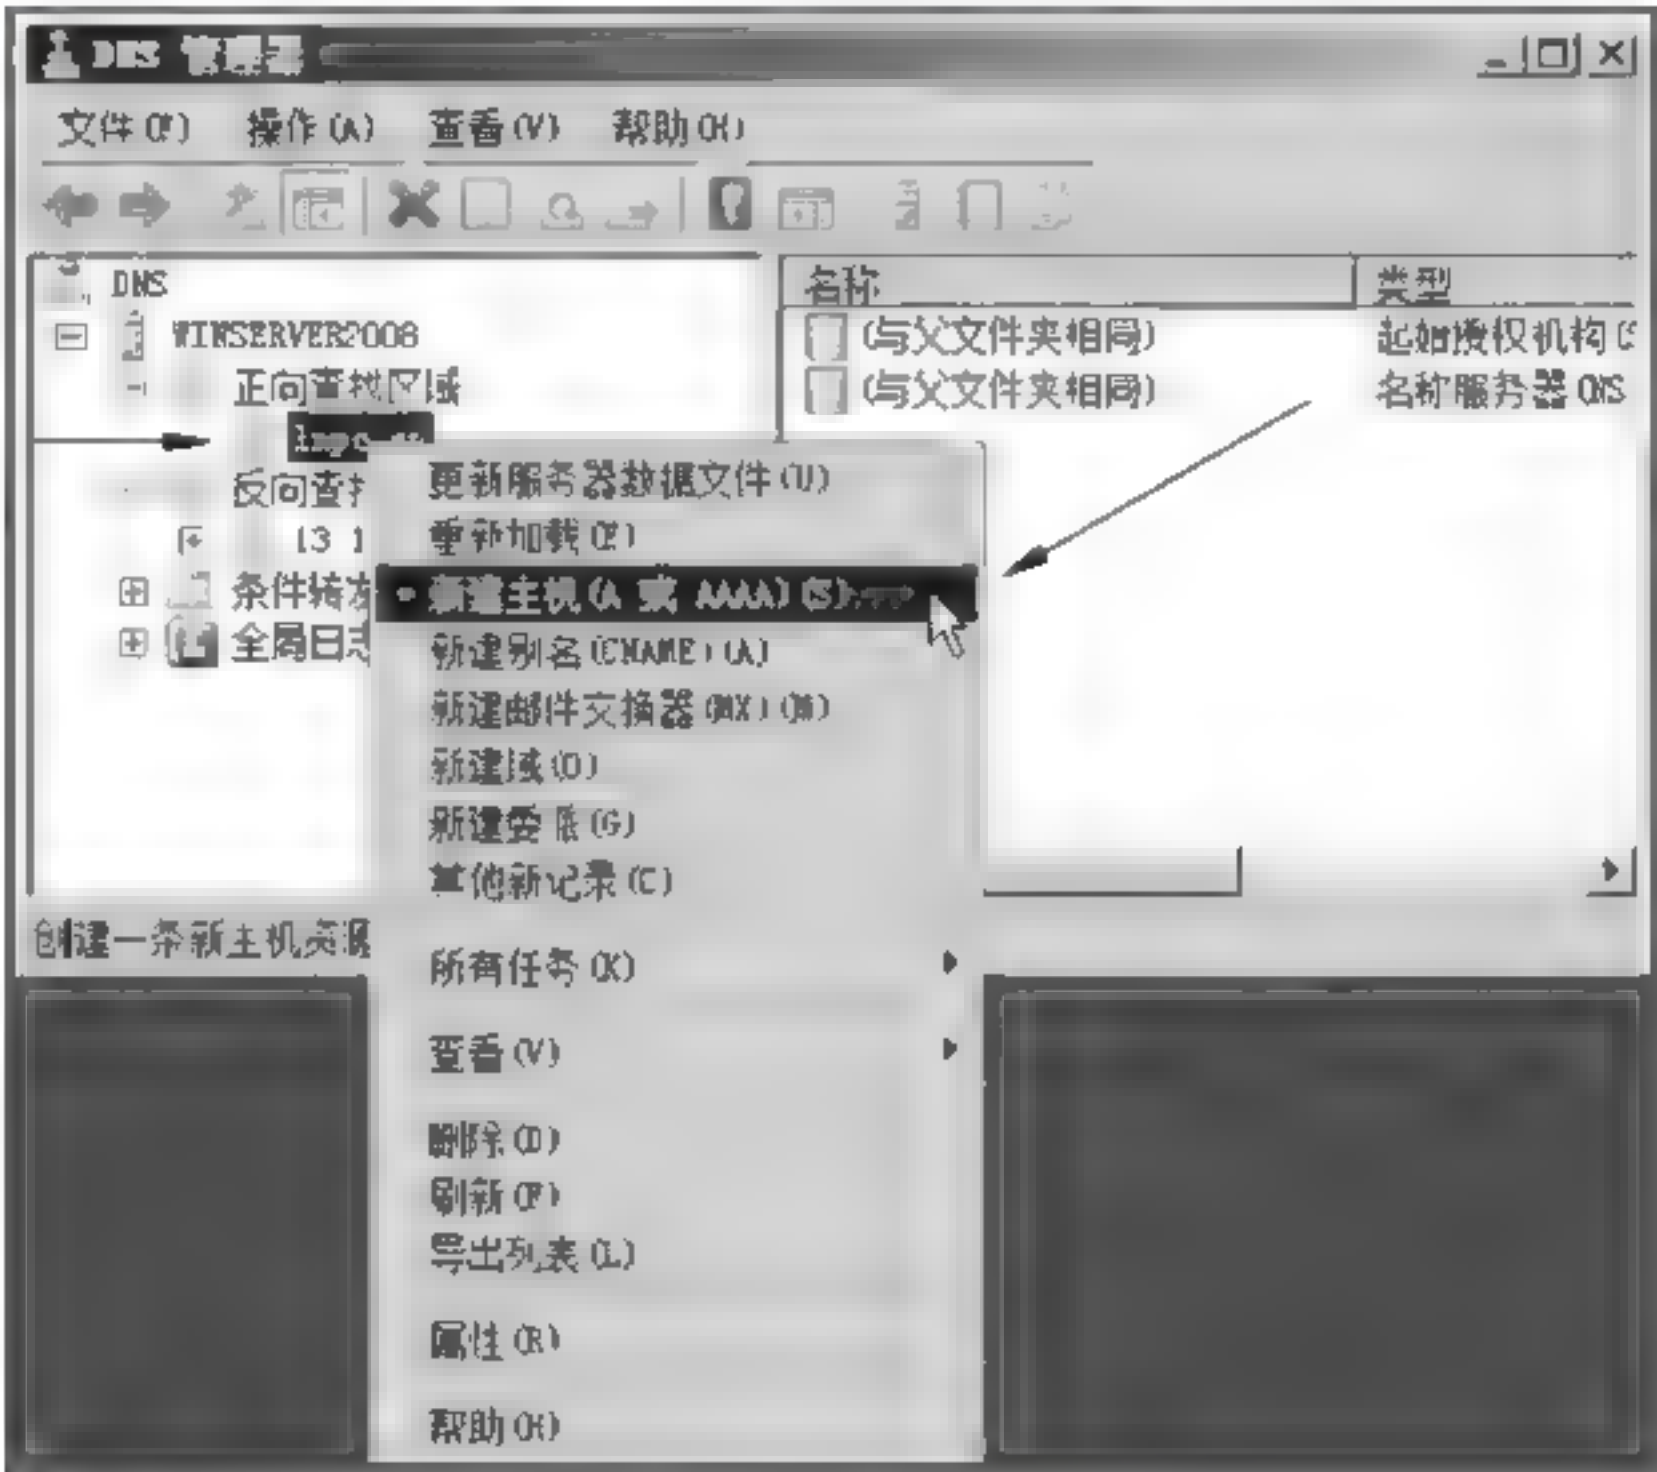 DNS 管理器
文件(F) 操作(A) 查看(V) 帮助(H)
DNS
WINSERVER2008
正向查找区域
反向查找
13 1
条件转发
全局日志
名称 类型
(与父文件夹相同) 起始授权机构(S
(与父文件夹相同) 名称服务器(NS
更新服务器数据文件(U)
重新加载(E)
新建主机(A 或 AAAA)(S)...
新建别名(CNAME)(A)
新建邮件交换器(MX)(M)
新建域(O)
新建委派(G)
其他新记录(C)
所有任务(K)
查看(V)
删除(D)
刷新(F)
导出列表(L)
属性(R)
帮助(H)
创建一条新主机资源